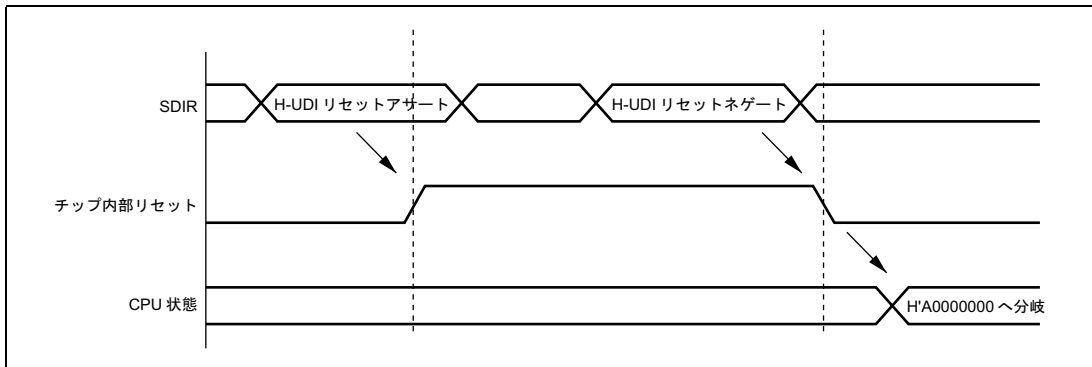 SDIR
H-UDI リセットアサート
H-UDI リセットネゲート
チップ内部リセット
CPU 状態
H'A0000000 へ分岐